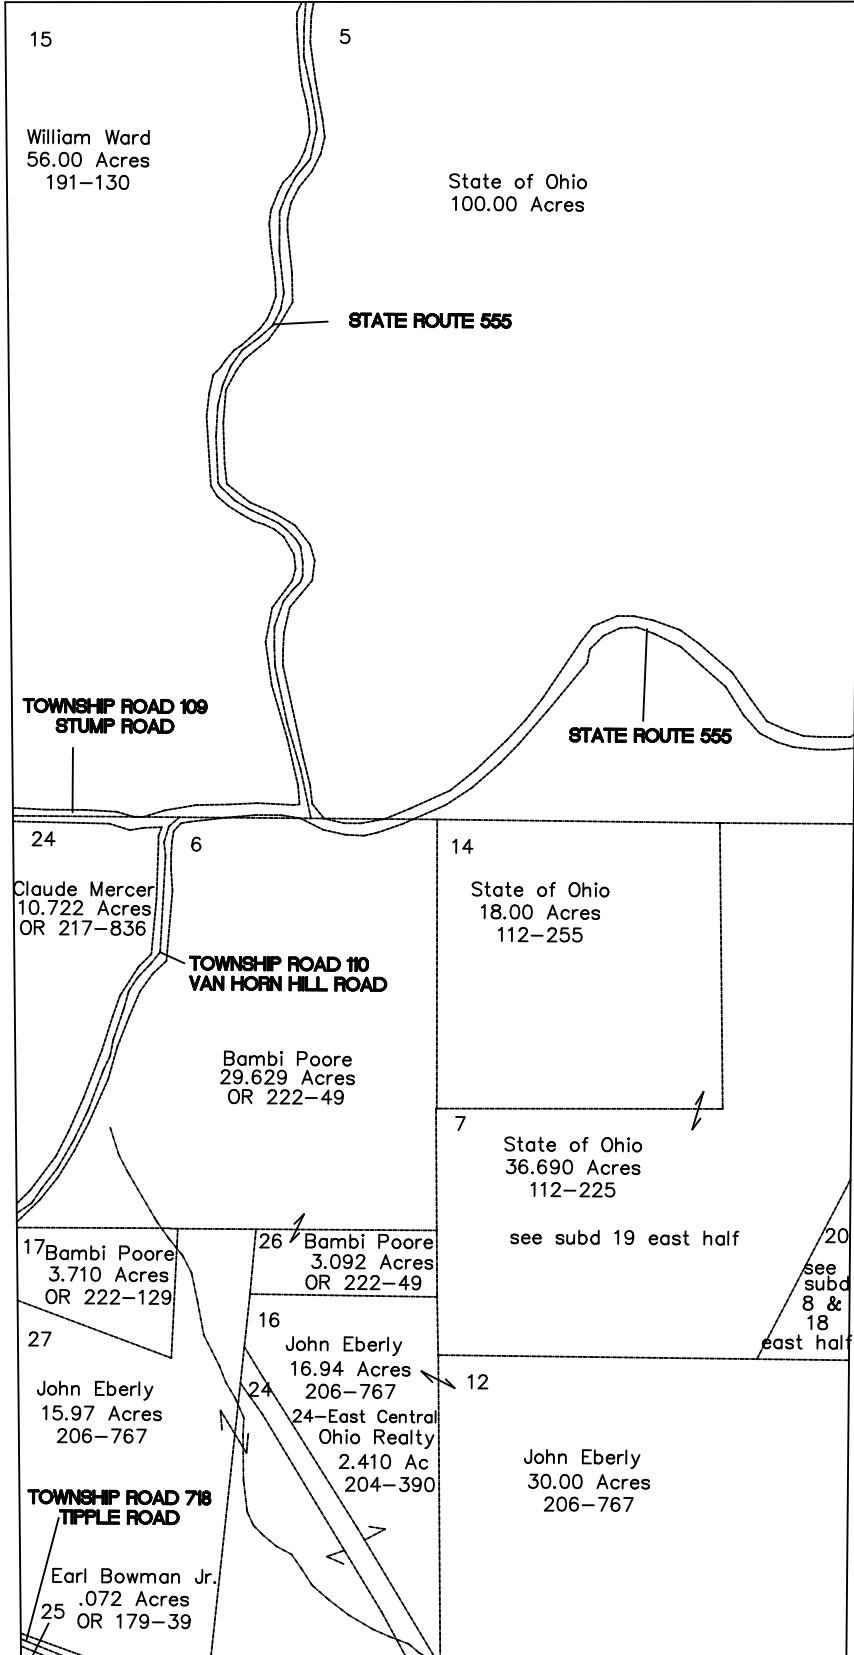 15
5
William Ward
56.00 Acres
191-130
State of Ohio
100.00 Acres
STATE ROUTE 555
TOWNSHIP ROAD 109
STUMP ROAD
STATE ROUTE 555
24
6
14
Claude Mercer
10.722 Acres
OR 217-836
State of Ohio
18.00 Acres
112-255
TOWNSHIP ROAD 110
VAN HORN HILL ROAD
Bambi Poore
29.629 Acres
OR 222-49
7
State of Ohio
36.690 Acres
112-225
see subd 19 east half
20
see
subd
8 &
18
east half
17
Bambi Poore
3.710 Acres
OR 222-129
26
Bambi Poore
3.092 Acres
OR 222-49
16
John Eberly
16.94 Acres
206-767
27
John Eberly
15.97 Acres
206-767
24
24-East Central
Ohio Realty
2.410 Ac
204-390
12
John Eberly
30.00 Acres
206-767
TOWNSHIP ROAD 718
TIPPLE ROAD
Earl Bowman Jr.
.072 Acres
OR 179-39
25